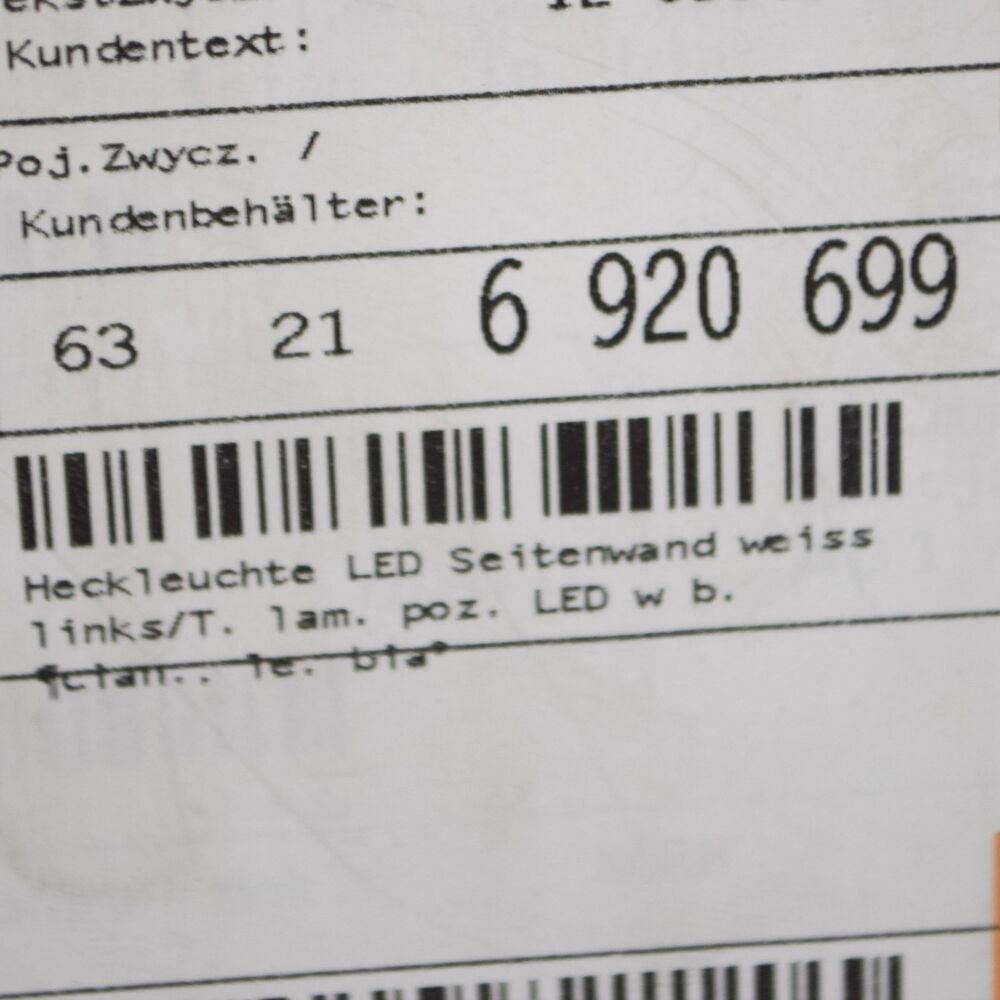 Kundentext:
Poj.Zwycz. /
Kundenbehälter:
63 21 6 920 699
Heckleuchte LED Seitenwand weiss
links/T. lam. poz. LED w b.